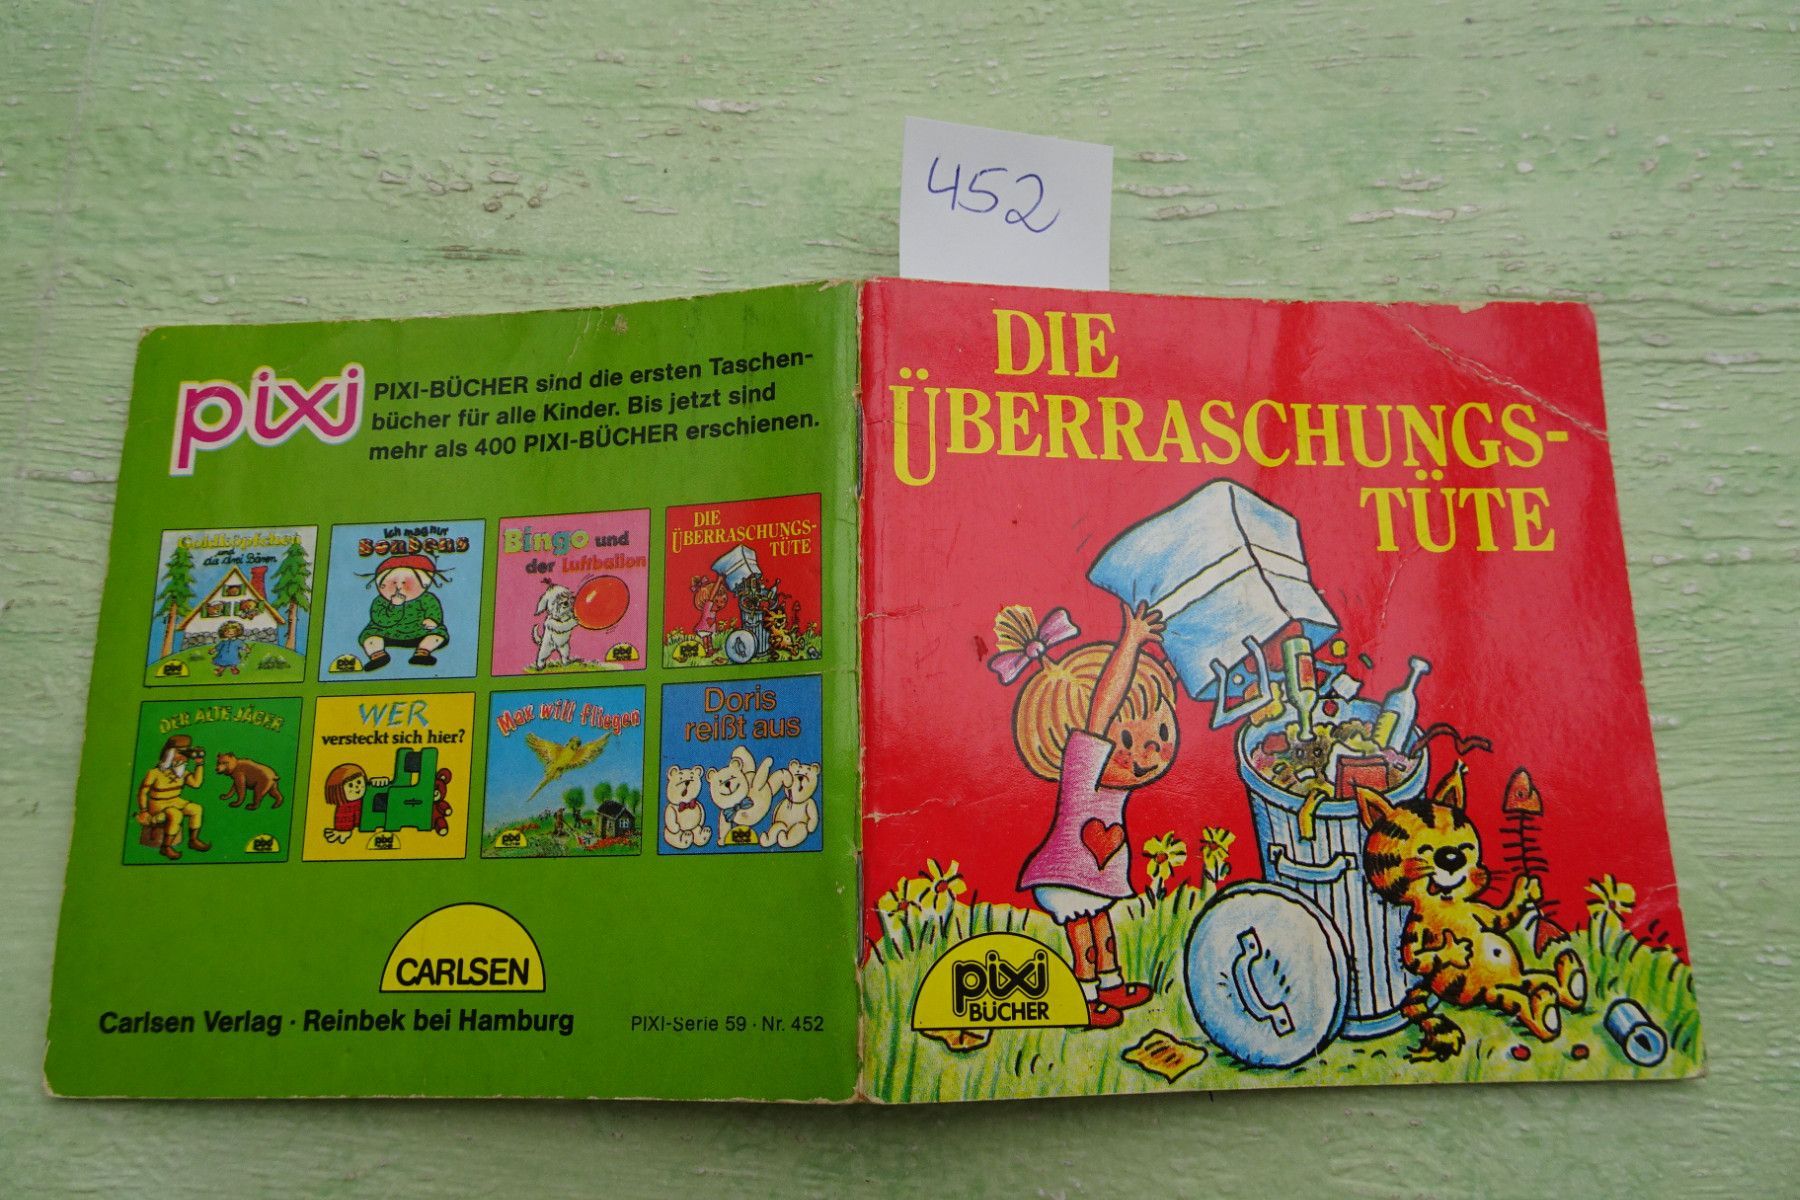 452
pixi
PIXI-BÜCHER sind die ersten Taschen-
bücher für alle Kinder. Bis jetzt sind
mehr als 400 PIXI-BÜCHER erschienen.
Goldköpfchen
und
die drei Bären
Ich mag nur
Bonbons
Bingo und
der Luftballon
DIE
ÜBERRASCHUNGS-
TÜTE
DER ALTE JÄGER
WER
versteckt sich hier?
Max will fliegen
Doris
reißt aus
CARLSEN
Carlsen Verlag · Reinbek bei Hamburg
PIXI-Serie 59 · Nr. 452
DIE
ÜBERRASCHUNGS-
TÜTE
pixi
BÜCHER